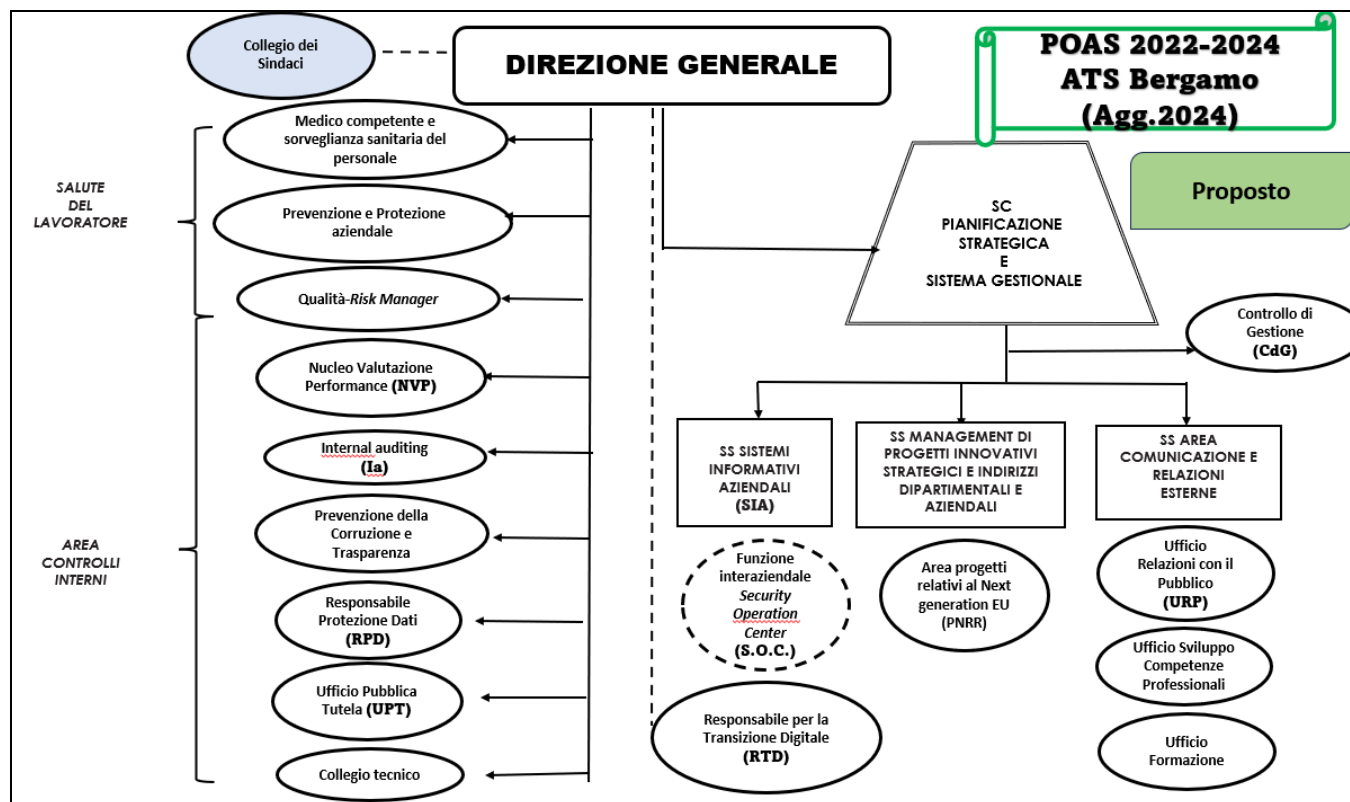 Collegio dei
Sindaci
DIREZIONE GENERALE
POAS 2022-2024
ATS Bergamo
(Agg.2024)
Proposto
SALUTE
DEL
LAVORATORE
Medico competente e
sorveglianza sanitaria del
personale
Prevenzione e Protezione
aziendale
Qualità-Risk Manager
AREA
CONTROLLI
INTERNI
Nucleo Valutazione
Performance (NVP)
Internal auditing
(Ia)
Prevenzione della
Corruzione e
Trasparenza
Responsabile
Protezione Dati
(RPD)
Ufficio Pubblica
Tutela (UPT)
Collegio tecnico
SC
PIANIFICAZIONE
STRATEGICA
E
SISTEMA GESTIONALE
Controllo di
Gestione
(CdG)
SS SISTEMI
INFORMATIVI
AZIENDALI
(SIA)
Funzione
interaziendale
Security
Operation
Center
(S.O.C.)
Responsabile per la
Transizione Digitale
(RTD)
SS MANAGEMENT DI
PROGETTI INNOVATIVI
STRATEGICI E INDIRIZZI
DIPARTIMENTALI E
AZIENDALI
Area progetti
relativi al Next
generation EU
(PNRR)
SS AREA
COMUNICAZIONE E
RELAZIONI
ESTERNE
Ufficio
Relazioni con il
Pubblico
(URP)
Ufficio Sviluppo
Competenze
Professionali
Ufficio
Formazione